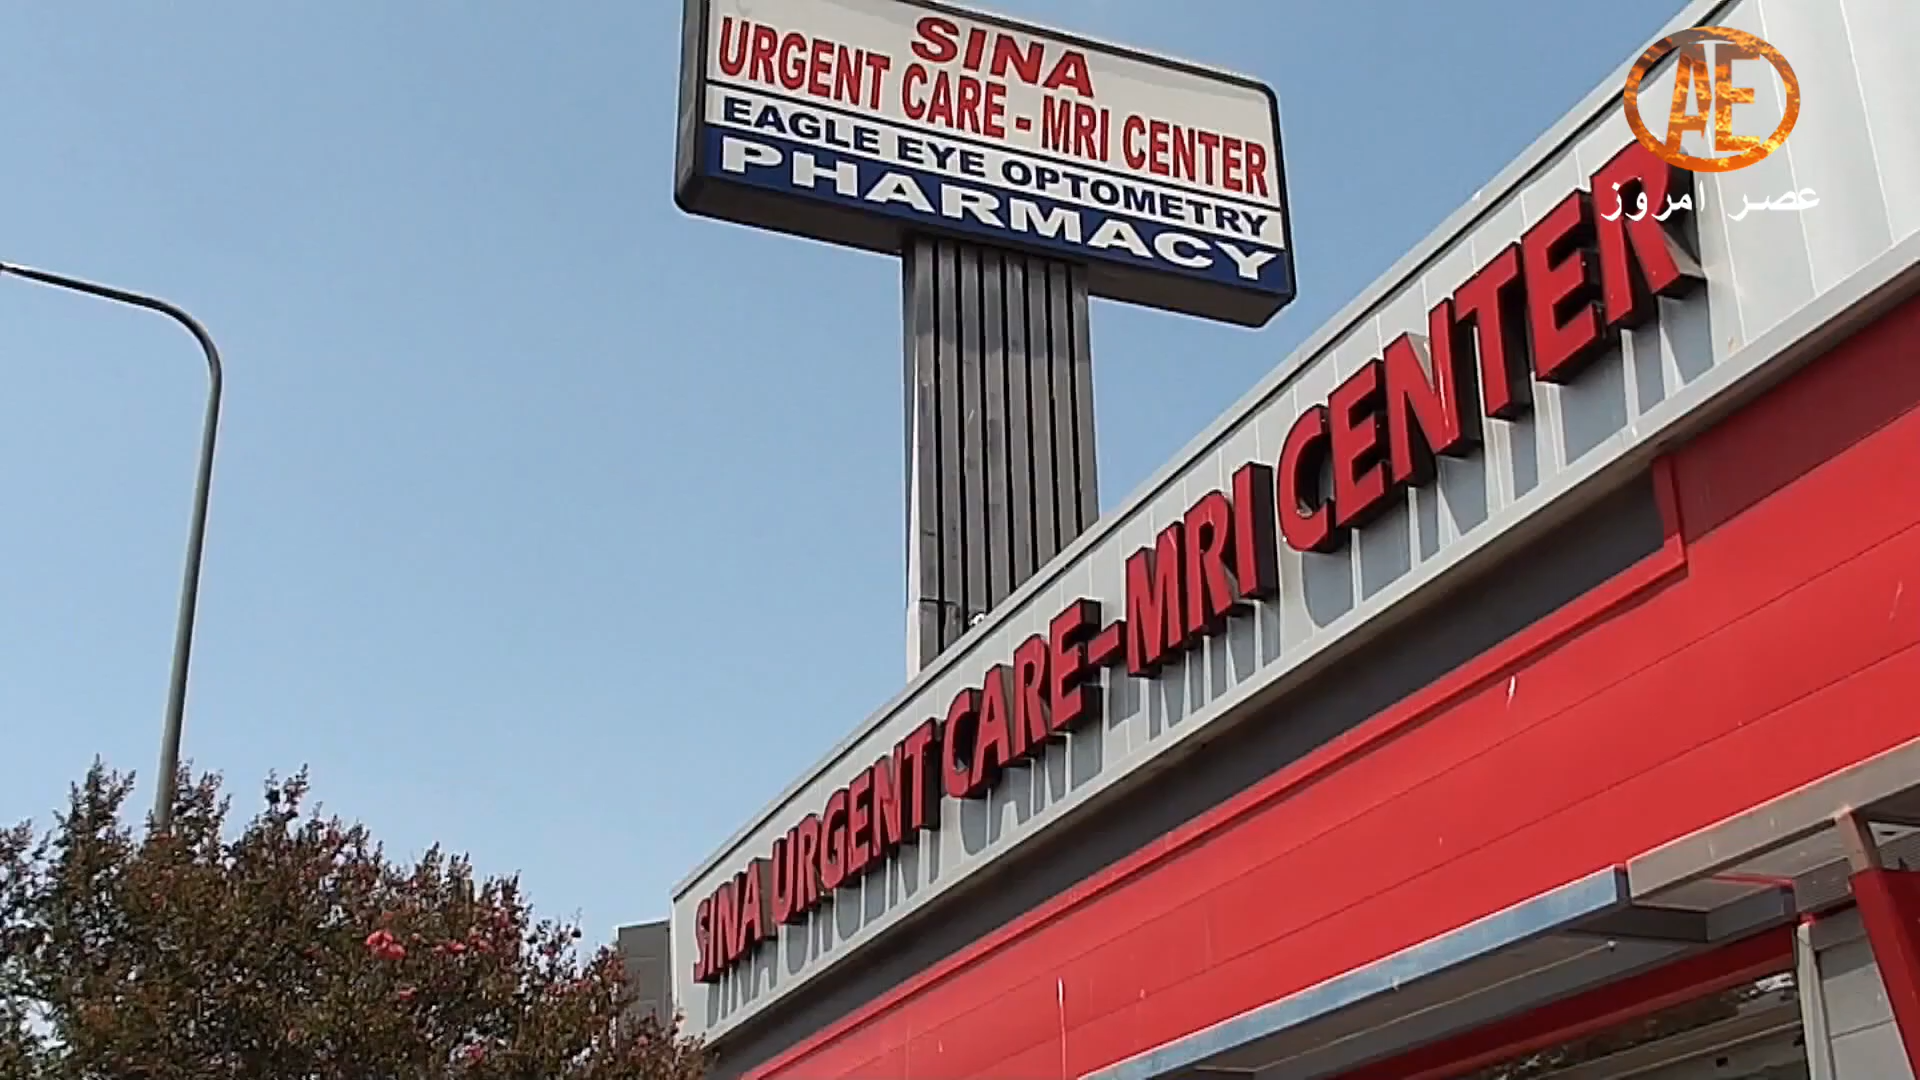 SINA
URGENT CARE - MRI CENTER
EAGLE EYE OPTOMETRY
PHARMACY
AE
عصر امروز
SINA URGENT CARE-MRI CENTER